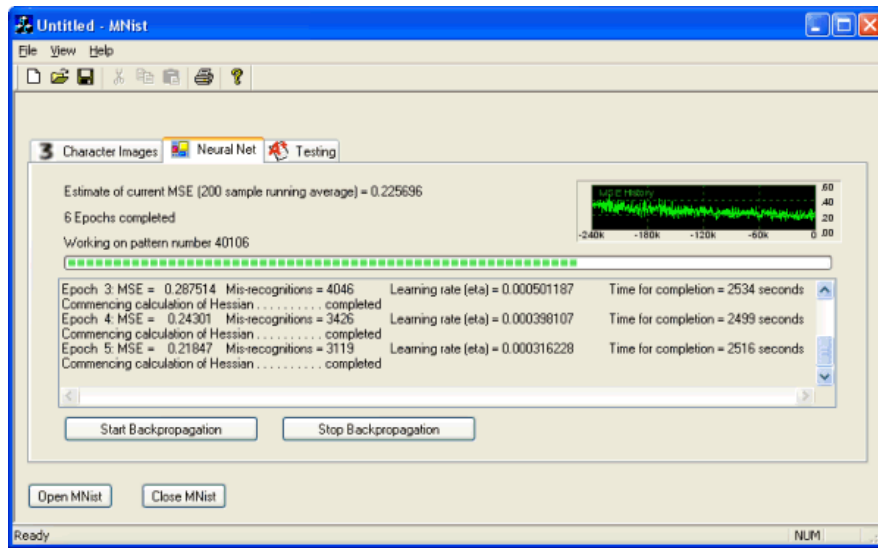 Untitled - MNist
File View Help
Character Images Neural Net Testing
Estimate of current MSE (200 sample running average) = 0.225696
6 Epochs completed
Working on pattern number 40106
MSE History
.60
.40
.20
.00
-240k -180k -120k -60k 0
Epoch 3: MSE = 0.287514 Mis-recognitions = 4046 Learning rate (eta) = 0.000501187 Time for completion = 2534 seconds
Commencing calculation of Hessian . . . . . . . . . . completed
Epoch 4: MSE = 0.24301 Mis-recognitions = 3426 Learning rate (eta) = 0.000398107 Time for completion = 2499 seconds
Commencing calculation of Hessian . . . . . . . . . . completed
Epoch 5: MSE = 0.21847 Mis-recognitions = 3119 Learning rate (eta) = 0.000316228 Time for completion = 2516 seconds
Commencing calculation of Hessian . . . . . . . . . . completed
Start Backpropagation Stop Backpropagation
Open MNist Close MNist
Ready NUM